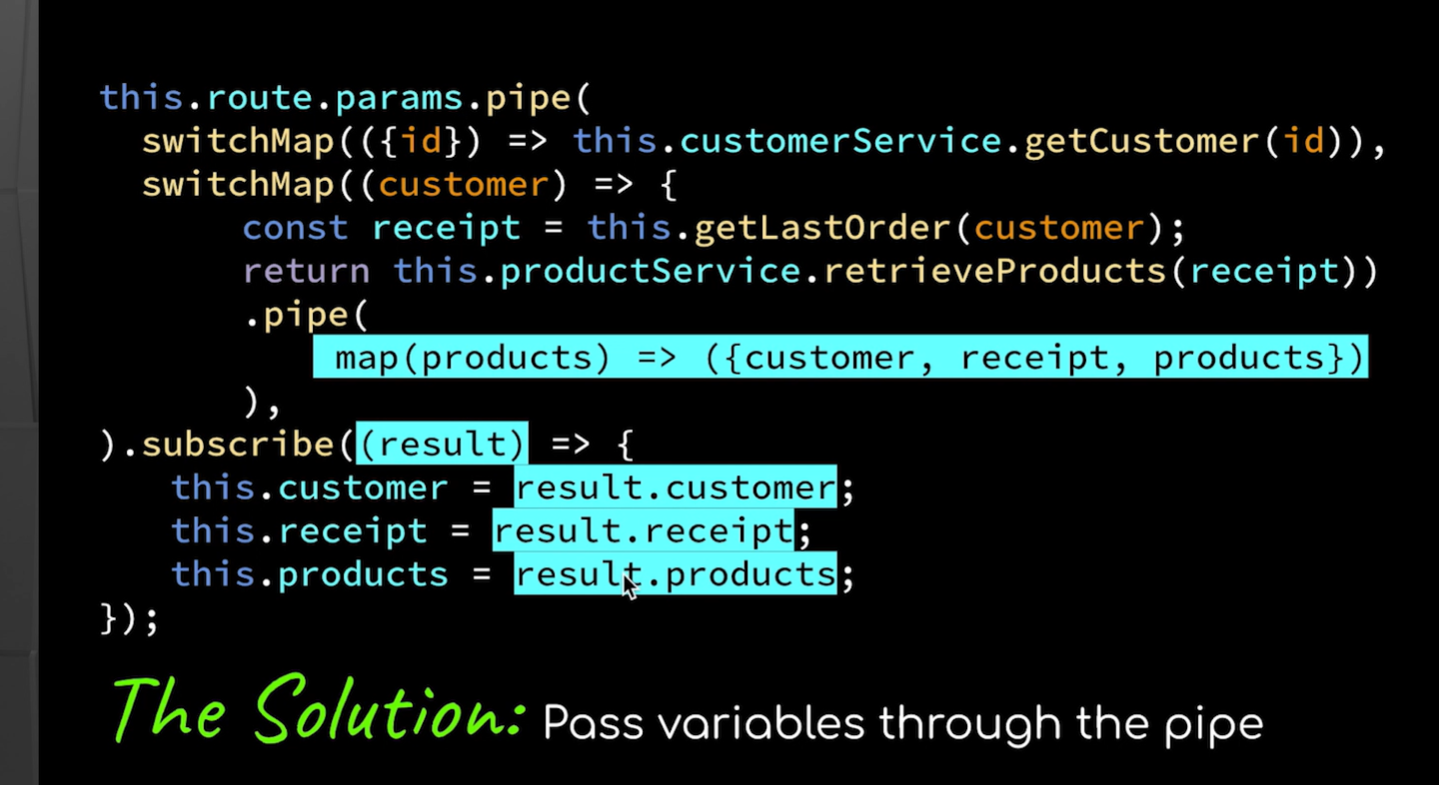 this.route.params.pipe(
switchMap(({id}) => this.customerService.getCustomer(id)),
switchMap((customer) => {
const receipt = this.getLastOrder(customer);
return this.productService.retrieveProducts(receipt))
.pipe(
map(products) => ({customer, receipt, products})
),
).subscribe((result) => {
this.customer = result.customer;
this.receipt = result.receipt;
this.products = result.products;
});
The Solution: Pass variables through the pipe